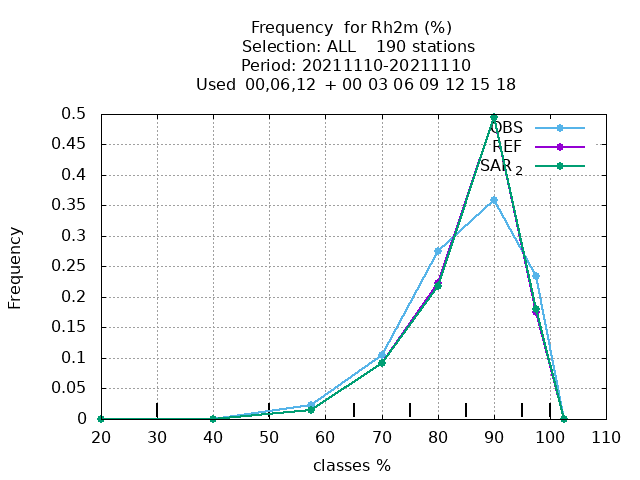 Frequency  for Rh2m (%)
Selection: ALL    190 stations
Period: 20211110-20211110
Used  00,06,12  + 00 03 06 09 12 15 18
0.5
0.45
0.4
0.35
0.3
0.25
0.2
0.15
0.1
0.05
0
Frequency
OBS
REF
SAR 2
20 30 40 50 60 70 80 90 100 110
classes %